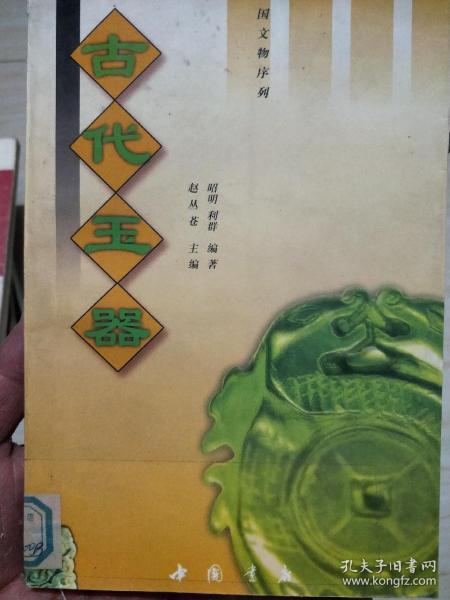 国文物序列
古代玉器
昭明 利群 编著
赵丛苍 主编
中国书店
孔夫子旧书网
www.kongfz.com